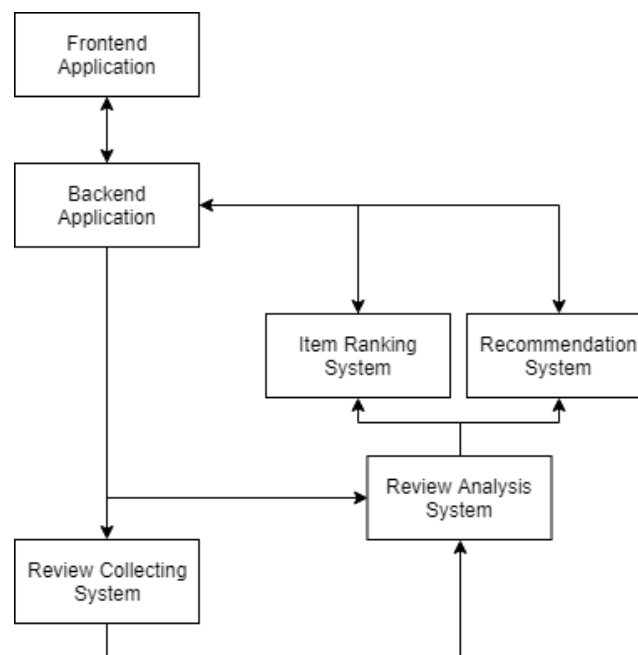 Frontend
Application
Backend
Application
Item Ranking
System
Recommendation
System
Review Analysis
System
Review Collecting
System